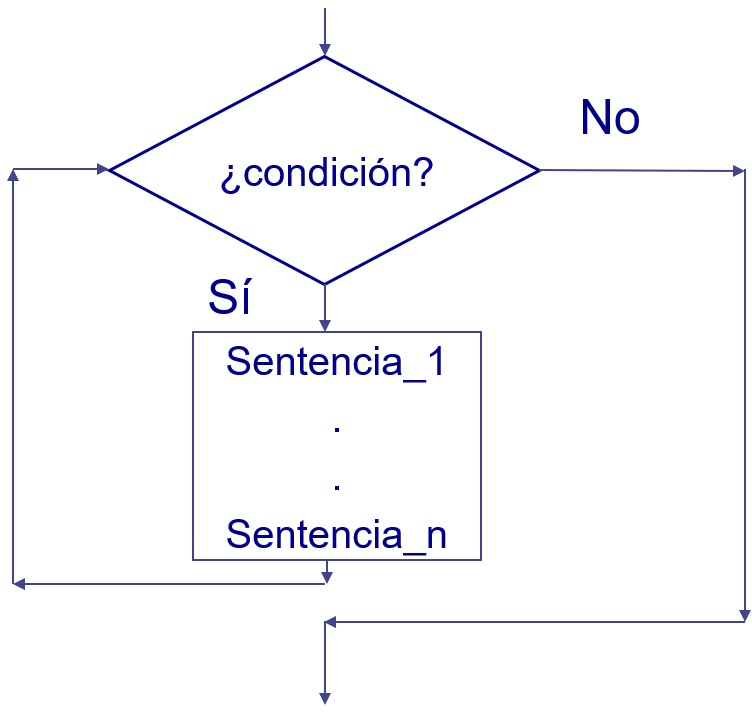 No
¿condición?
Sí
Sentencia_1
.
.
Sentencia_n